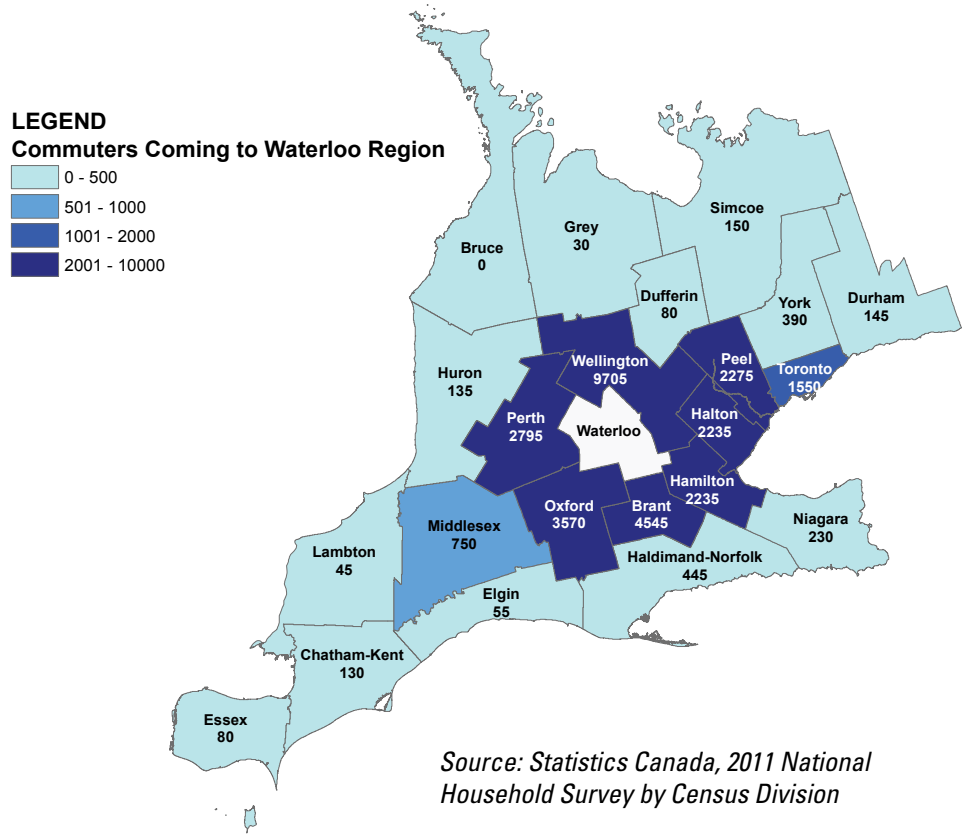 LEGEND
Commuters Coming to Waterloo Region
0 - 500
501 - 1000
1001 - 2000
2001 - 10000
Bruce
0
Grey
30
Simcoe
150
Dufferin
80
York
390
Durham
145
Huron
135
Wellington
9705
Peel
2275
Toronto
1550
Perth
2795
Waterloo
Halton
2235
Hamilton
2235
Oxford
3570
Brant
4545
Niagara
230
Middlesex
750
Haldimand-Norfolk
445
Lambton
45
Elgin
55
Chatham-Kent
130
Essex
80
Source: Statistics Canada, 2011 National
Household Survey by Census Division